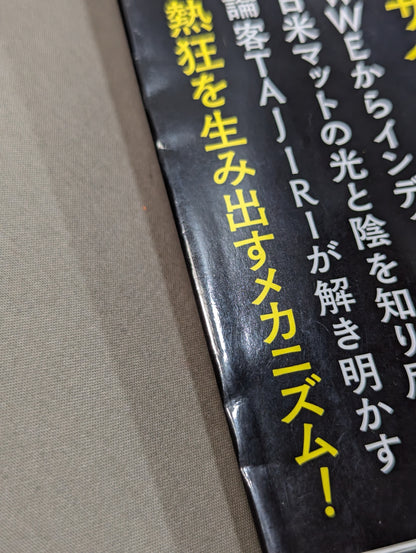 WWEからインディ
日米マットの光と陰を知り尽
論客TAJIRIが解き明かす
熱狂を生み出すメカニズム!